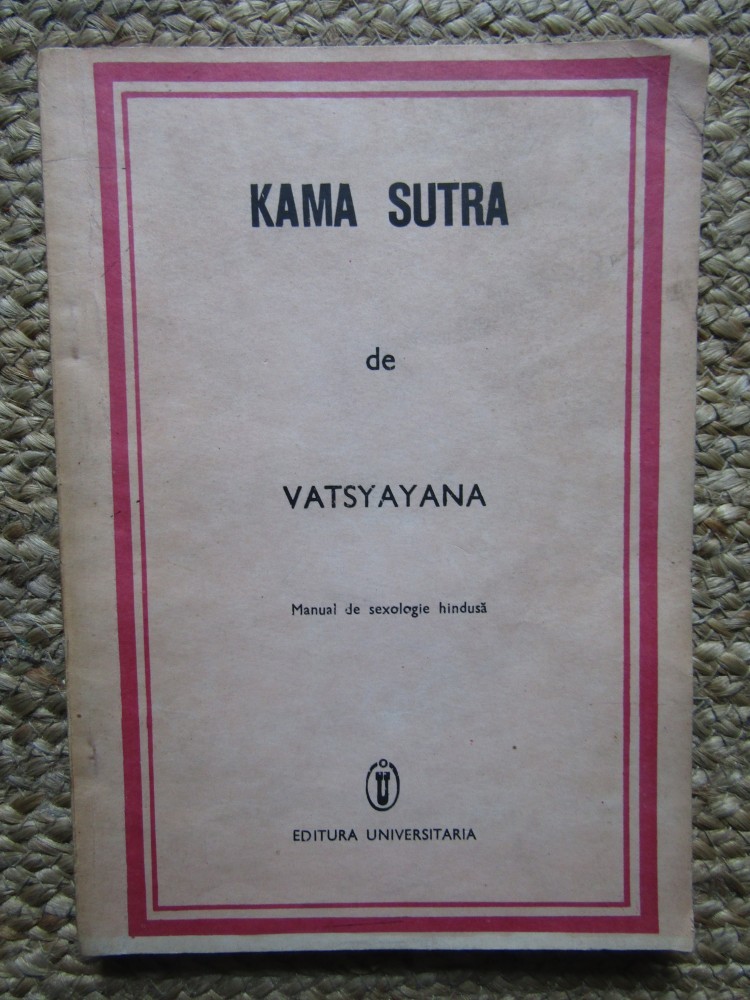 KAMA SUTRA
de
VATSYAYANA
Manual de sexologie hindusă
U
EDITURA UNIVERSITARIA